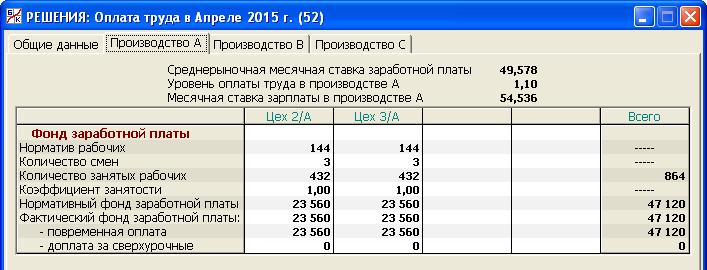 РЕШЕНИЯ: Оплата труда в Апреле 2015 г. (52)
Общие данные Производство A Производство B Производство C
Среднерыночная месячная ставка заработной платы 49,578
Уровень оплаты труда в производстве А 1,10
Месячная ставка зарплаты в производстве А 54,536
Цех 2/А Цех 3/А Всего
Фонд заработной платы
Норматив рабочих 144 144 -----
Количество смен 3 3 -----
Количество занятых рабочих 432 432 864
Коэффициент занятости 1,00 1,00 -----
Нормативный фонд заработной платы 23 560 23 560 47 120
Фактический фонд заработной платы: 23 560 23 560 47 120
- повременная оплата 23 560 23 560 47 120
- доплата за сверхурочные 0 0 0